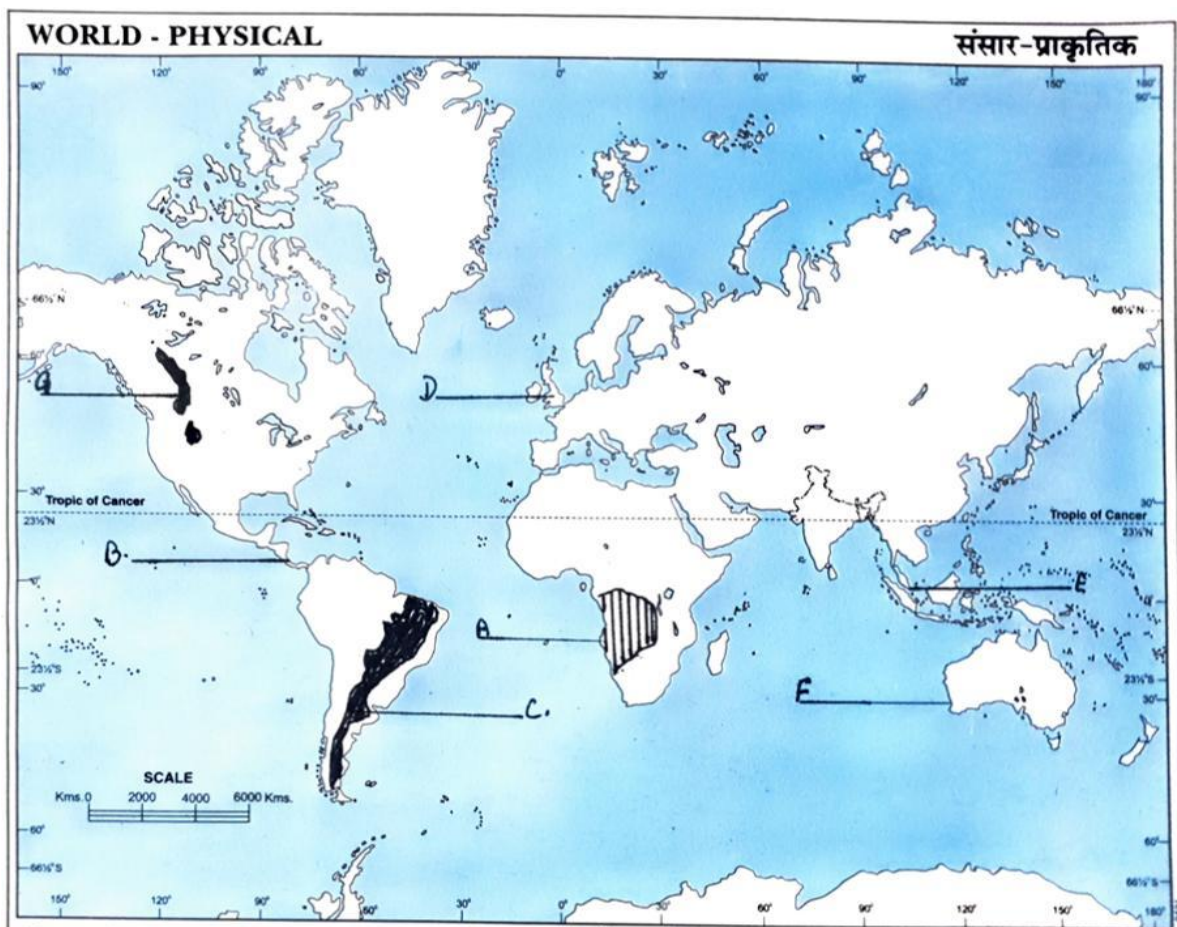 WORLD - PHYSICAL
संसार-प्राकृतिक
150° 120° 90° 30° 0° 30° 60° 90° 120° 150° 180°
90° 90°
66½° N 66½° N
60° 60°
G
D
30° 30°
Tropic of Cancer Tropic of Cancer
23½° N 23½° N
B.
0° 0°
E
A
23½° S 23½° S
30° 30°
F
C.
SCALE
Kms. 0 2000 4000 6000 Kms.
60° 60°
66½° S 66½° S
150° 120° 90° 60° 30° 0° 30° 60° 90° 120° 150° 180°